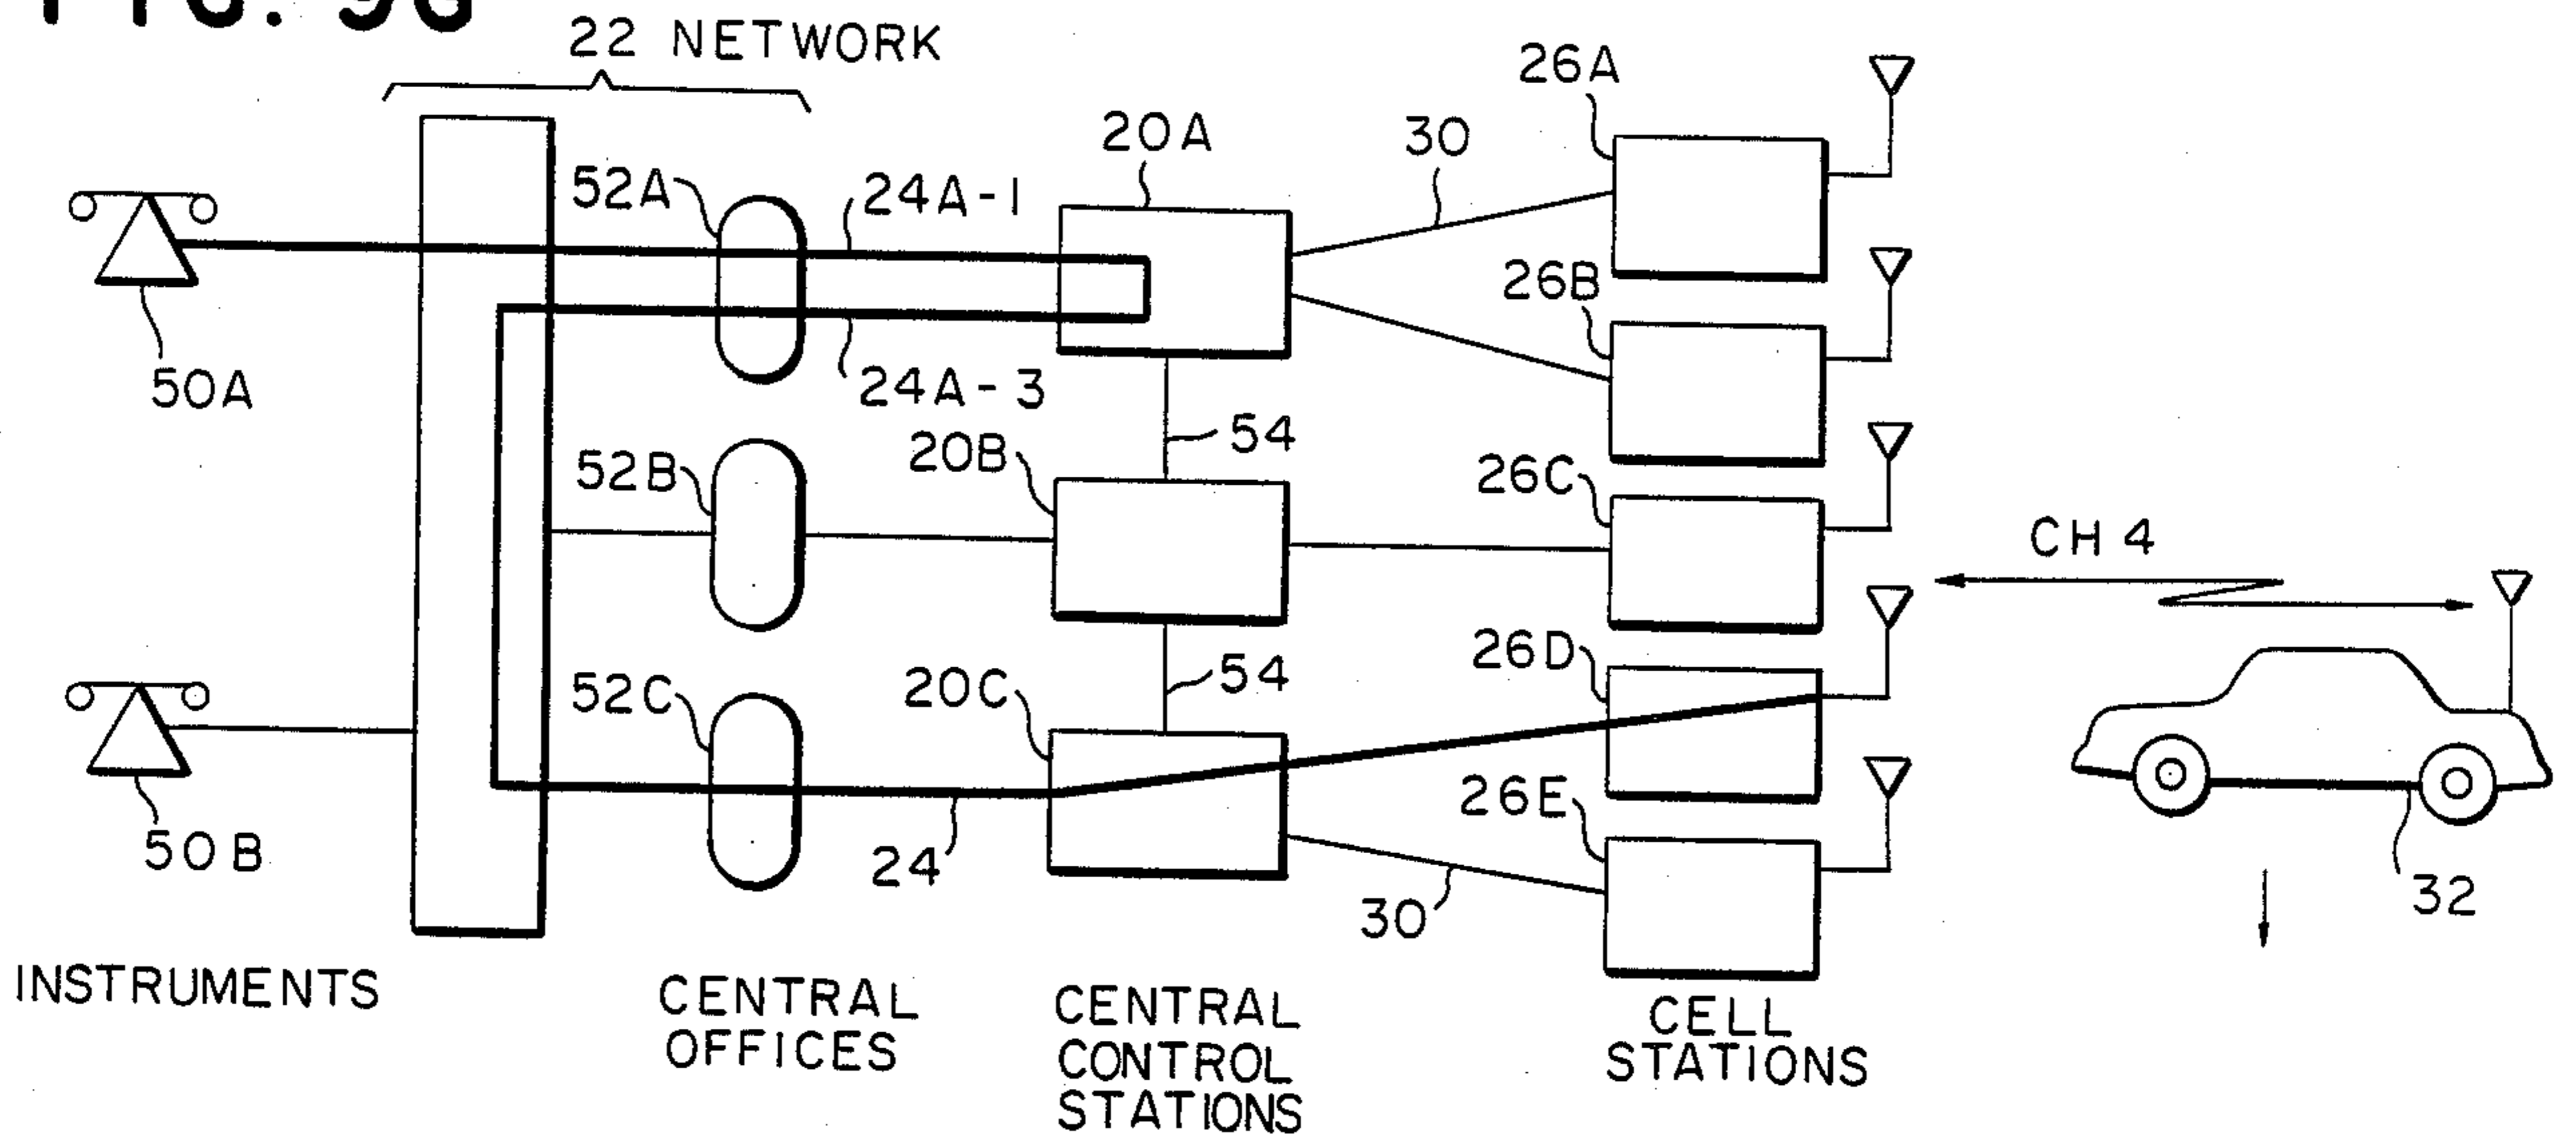 22 NETWORK
26A
20A
30
52A
24A-1
26B
50A
24A-3
54
20B
52B
26C
CH 4
26D
52C
20C
54
26E
50B
24
30
32
INSTRUMENTS
CENTRAL
OFFICES
CENTRAL
CONTROL
STATIONS
CELL
STATIONS